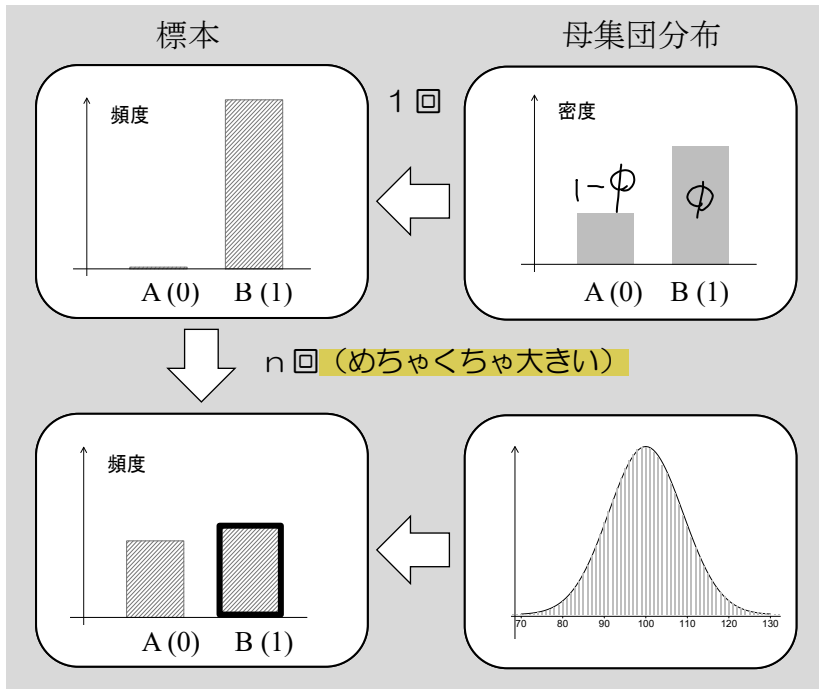 標本
母集団分布
頻度
A (0) B (1)
1回
密度
1-φ
φ
A (0) B (1)
n回（めちゃくちゃ大きい）
頻度
A (0) B (1)
70 80 90 100 110 120 130